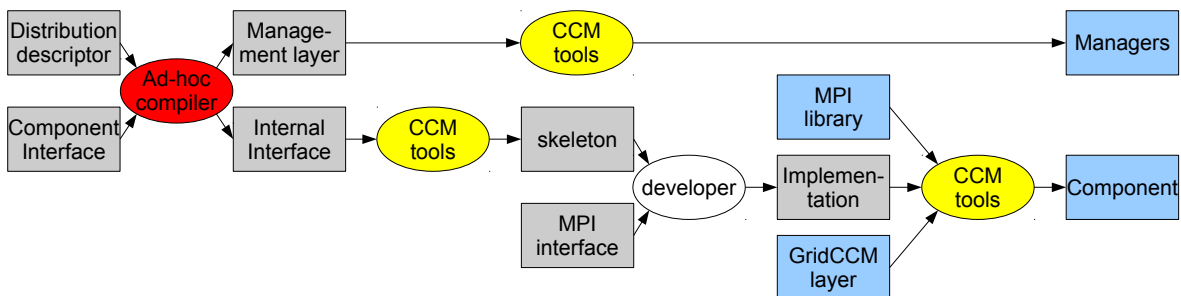 Distribution
descriptor
Manage-
ment layer
CCM
tools
Managers
Ad-hoc
compiler
MPI
library
Component
Interface
Internal
Interface
CCM
tools
skeleton
developer
Implemen-
tation
CCM
tools
Component
MPI
interface
GridCCM
layer